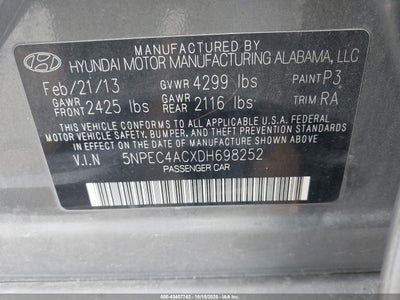 MANUFACTURED BY
HYUNDAI MOTOR MANUFACTURING ALABAMA, LLC
Feb/21/13 GVWR 4299 lbs PAINT P3
GAWR FRONT 2425 lbs GAWR REAR 2116 lbs TRIM RA
THIS VEHICLE CONFORMS TO ALL APPLICABLE U.S.A. FEDERAL
MOTOR VEHICLE SAFETY, BUMPER, AND THEFT PREVENTION
STANDARDS IN EFFECT ON THE DATE OF MANUFACTURE SHOWN ABOVE.
V.I.N 5NPEC4ACXDH698252
PASSENGER CAR